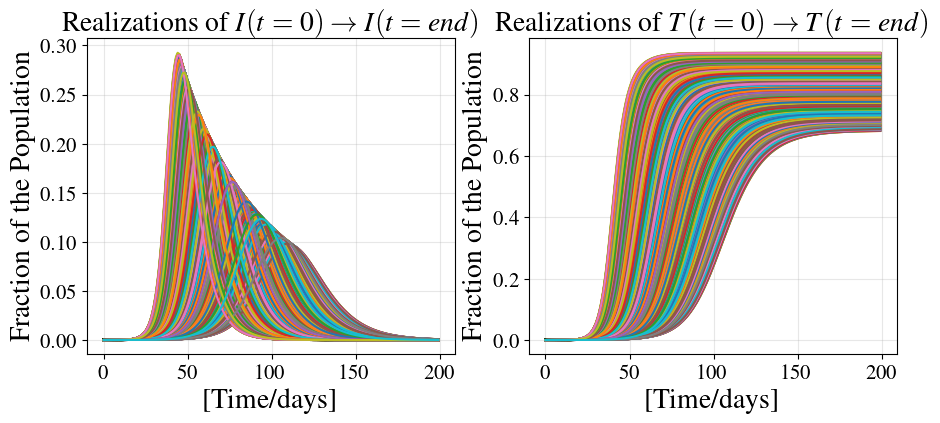 Realizations of I(t = 0) → I(t = end)
Fraction of the Population
0.30
0.25
0.20
0.15
0.10
0.05
0.00
0 50 100 150 200
[Time/days]
Realizations of T(t = 0) → T(t = end)
Fraction of the Population
0.8
0.6
0.4
0.2
0.0
0 50 100 150 200
[Time/days]